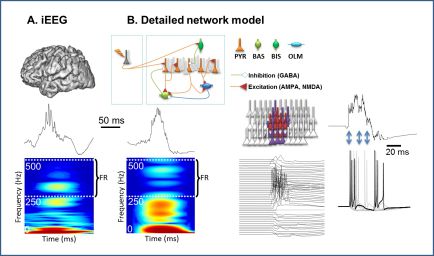 A. iEEG
B. Detailed network model
PYR BAS BIS OLM
Inhibition (GABA)
Excitation (AMPA, NMDA)
50 ms
20 ms
Frequency (Hz)
500
250
0
FR
Time (ms)
Frequency (Hz)
500
250
0
FR
Time (ms)